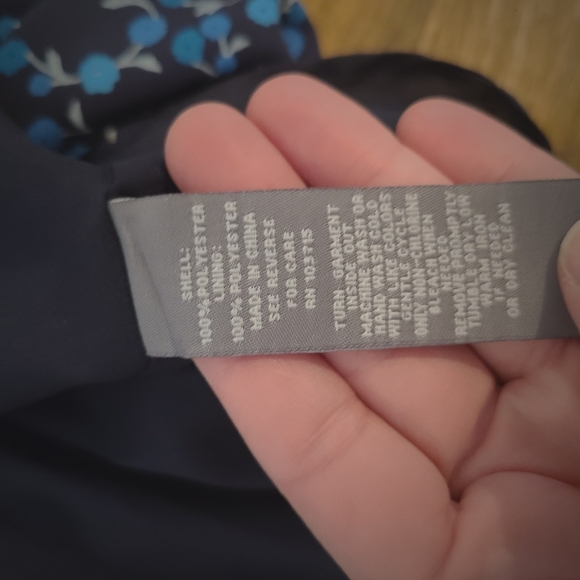 SHELL:
100% POLYESTER
LINING:
100% POLYESTER
MADE IN CHINA
SEE REVERSE
FOR CARE
RN 103715
TURN GARMENT
INSIDE OUT
MACHINE WASH OR
HAND WASH COLD
WITH LIKE COLORS
GENTLE CYCLE
ONLY NON-CHLORINE
BLEACH WHEN
NEEDED
REMOVE PROMPTLY
TUMBLE DRY LOW
WARM IRON
IF NEEDED
OR DRY CLEAN